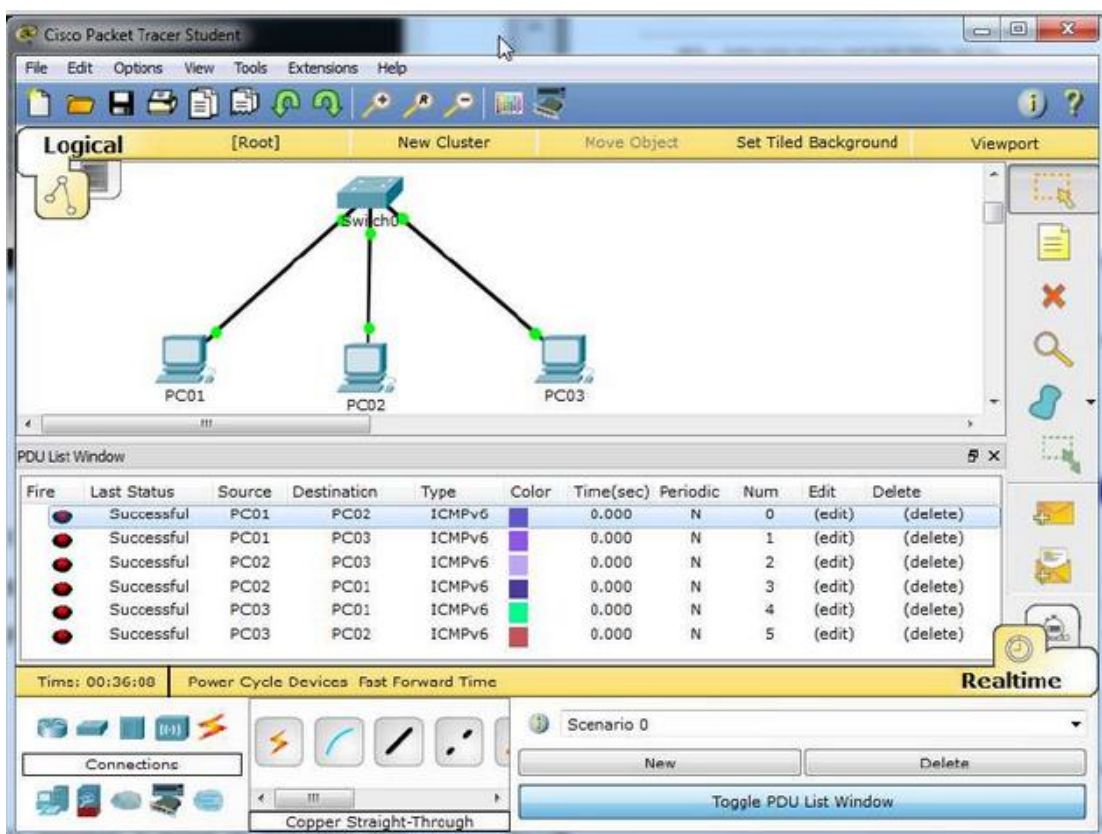 Cisco Packet Tracer Student
File Edit Options View Tools Extensions Help
Logical [Root] New Cluster Move Object Set Tiled Background Viewport
Switch0
PC01 PC02 PC03
PDU List Window
Fire Last Status Source Destination Type Color Time(sec) Periodic Num Edit Delete
Successful PC01 PC02 ICMPv6 0.000 N 0 (edit) (delete)
Successful PC01 PC03 ICMPv6 0.000 N 1 (edit) (delete)
Successful PC02 PC03 ICMPv6 0.000 N 2 (edit) (delete)
Successful PC02 PC01 ICMPv6 0.000 N 3 (edit) (delete)
Successful PC03 PC01 ICMPv6 0.000 N 4 (edit) (delete)
Successful PC03 PC02 ICMPv6 0.000 N 5 (edit) (delete)
Time: 00:36:08 Power Cycle Devices Fast Forward Time Realtime
Scenario 0
Connections
New Delete
Toggle PDU List Window
Copper Straight-Through